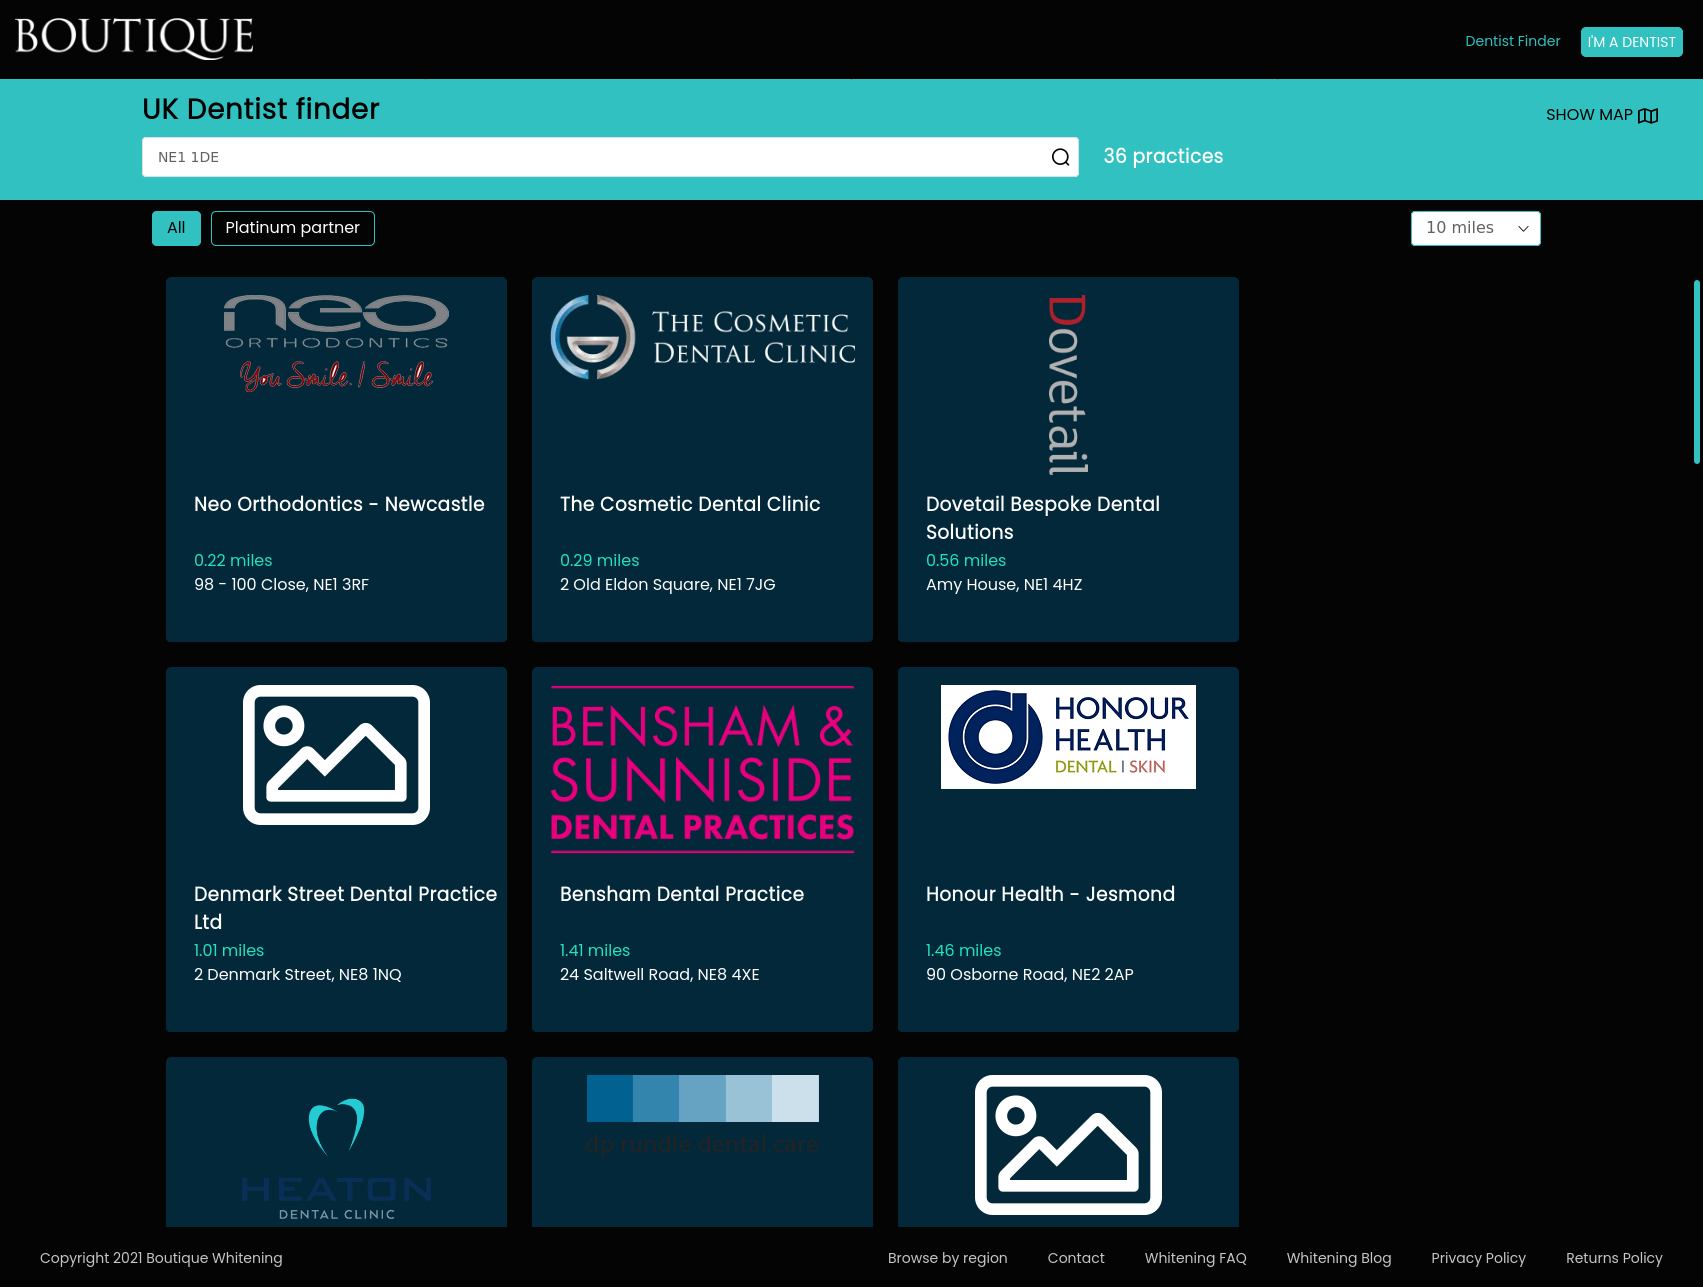 BOUTIQUE
Dentist Finder
I'M A DENTIST
UK Dentist finder
SHOW MAP
NE1 1DE
36 practices
All
Platinum partner
10 miles
neo
ORTHODONTICS
You Smile. I Smile
THE COSMETIC
DENTAL CLINIC
Dovetail
Neo Orthodontics - Newcastle
0.22 miles
98 - 100 Close, NE1 3RF
The Cosmetic Dental Clinic
0.29 miles
2 Old Eldon Square, NE1 7JG
Dovetail Bespoke Dental
Solutions
0.56 miles
Amy House, NE1 4HZ
BENSHAM &
SUNNISIDE
DENTAL PRACTICES
HONOUR
HEALTH
DENTAL | SKIN
Denmark Street Dental Practice
Ltd
1.01 miles
2 Denmark Street, NE8 1NQ
Bensham Dental Practice
1.41 miles
24 Saltwell Road, NE8 4XE
Honour Health - Jesmond
1.46 miles
90 Osborne Road, NE2 2AP
HEATON
DENTAL CLINIC
dp rundle dental care
Copyright 2021 Boutique Whitening
Browse by region
Contact
Whitening FAQ
Whitening Blog
Privacy Policy
Returns Policy